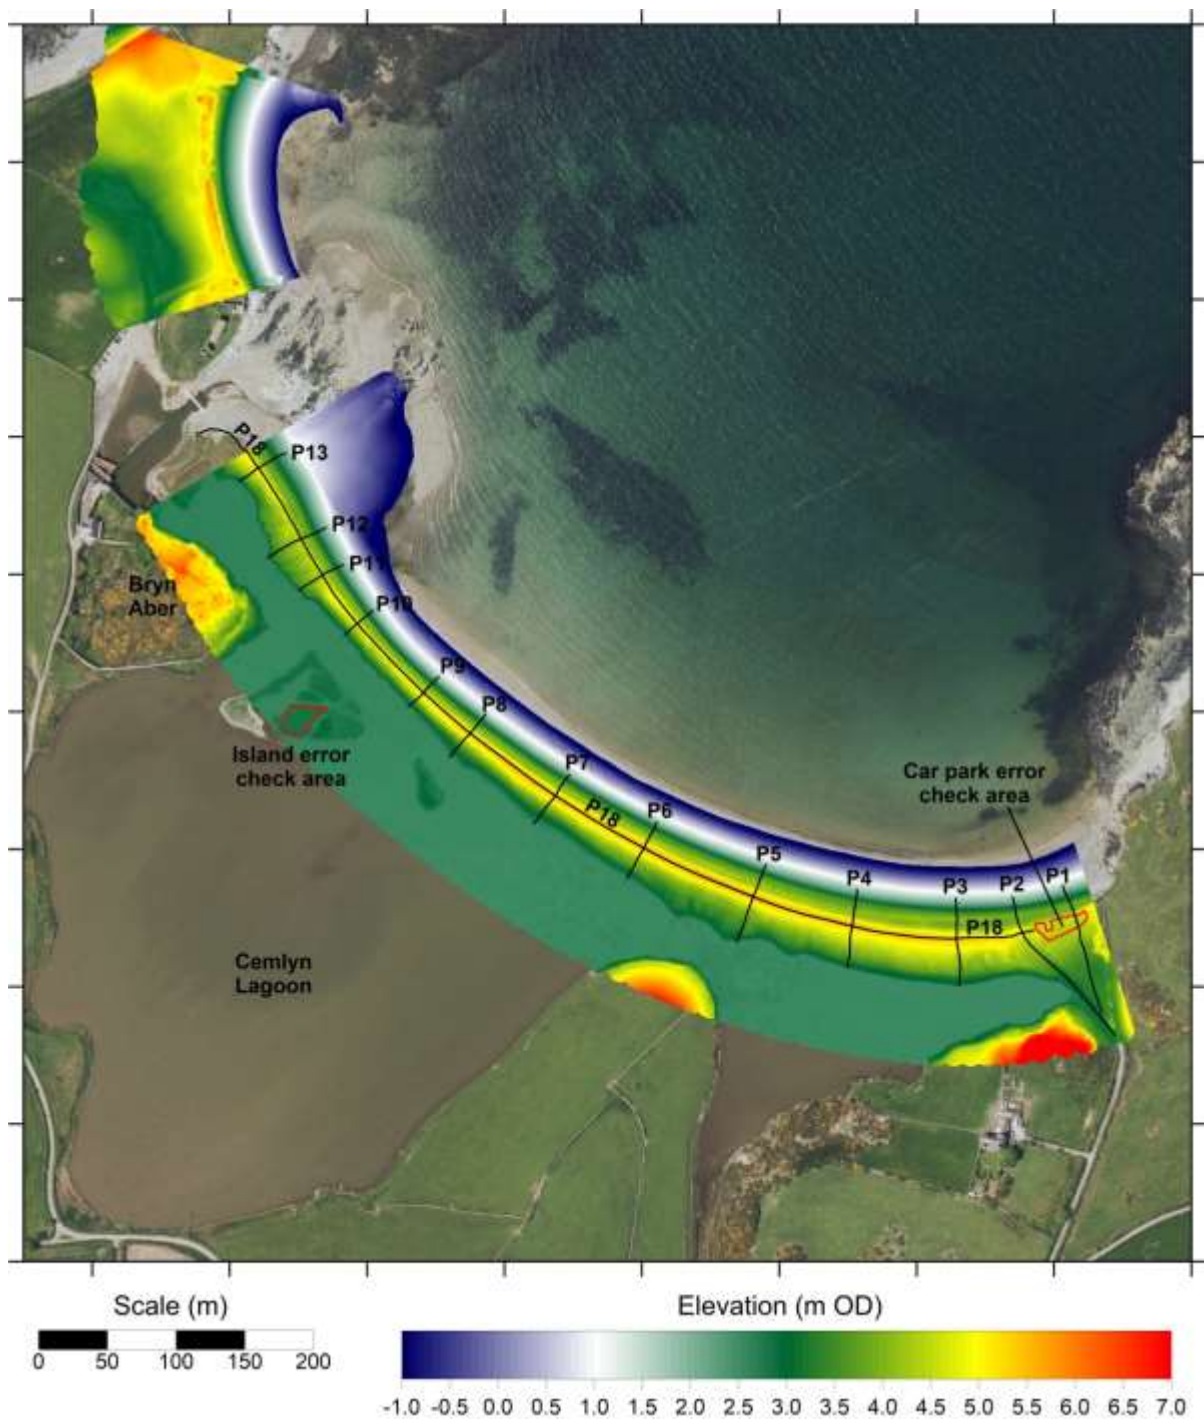 P18
P13
P12
P11
P10
Bryn
Aber
P9
P8
Island error
check area
P7
Car park error
check area
P18
P6
P5
P4
P3
P2
P1
P18
Cemlyn
Lagoon
Scale (m)
0 50 100 150 200
Elevation (m OD)
-1.0 -0.5 0.0 0.5 1.0 1.5 2.0 2.5 3.0 3.5 4.0 4.5 5.0 5.5 6.0 6.5 7.0